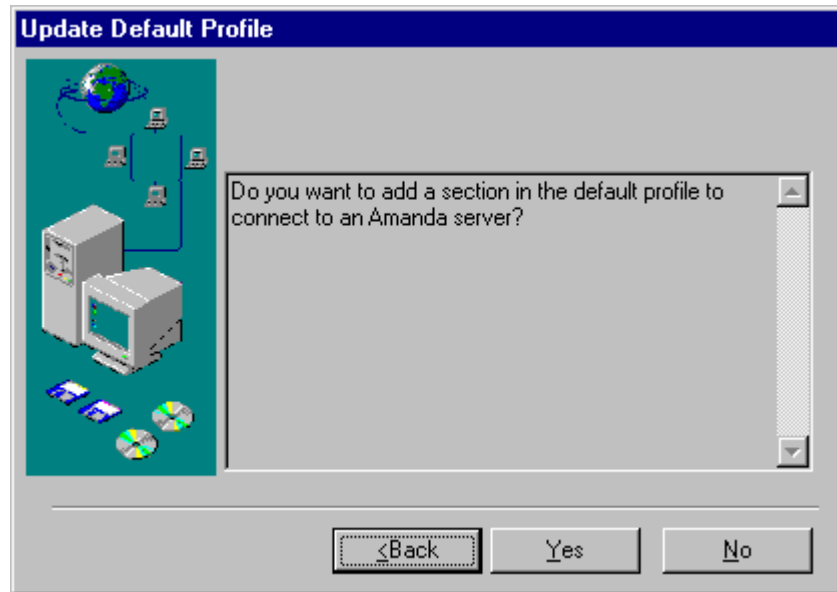 Update Default Profile
Do you want to add a section in the default profile to
connect to an Amanda server?
<Back
Yes
No